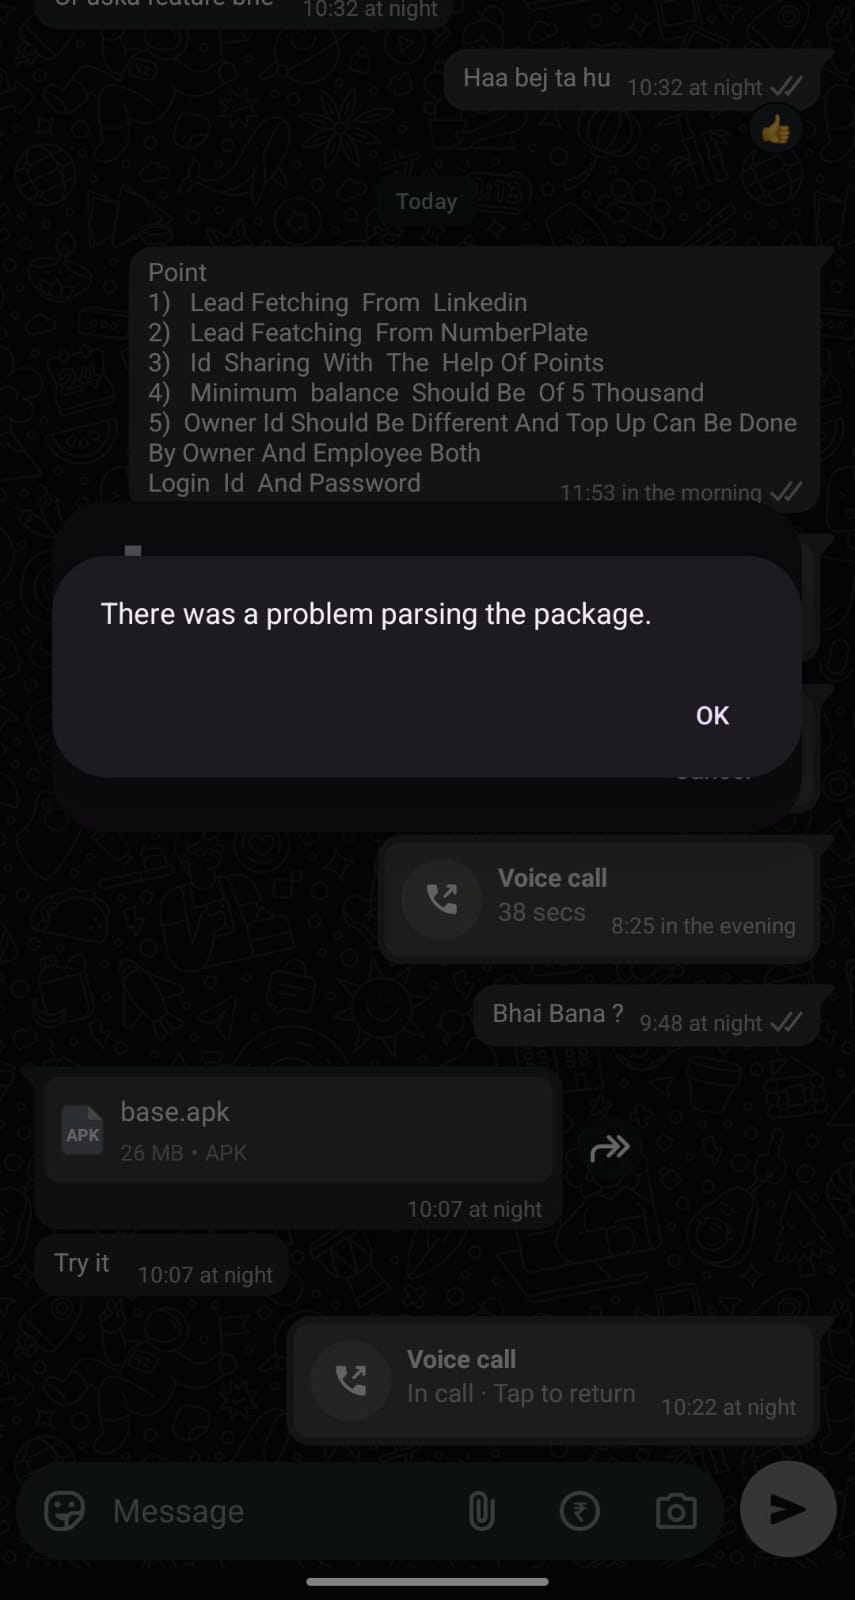 10:32 at night
Haa bej ta hu 10:32 at night
Today
Point
1) Lead Fetching From Linkedin
2) Lead Featching From NumberPlate
3) Id Sharing With The Help Of Points
4) Minimum balance Should Be Of 5 Thousand
5) Owner Id Should Be Different And Top Up Can Be Done
By Owner And Employee Both
Login Id And Password 11:53 in the morning
There was a problem parsing the package.
OK
Voice call
38 secs 8:25 in the evening
Bhai Bana ? 9:48 at night
base.apk
APK
26 MB • APK
10:07 at night
Try it 10:07 at night
Voice call
In call · Tap to return 10:22 at night
Message